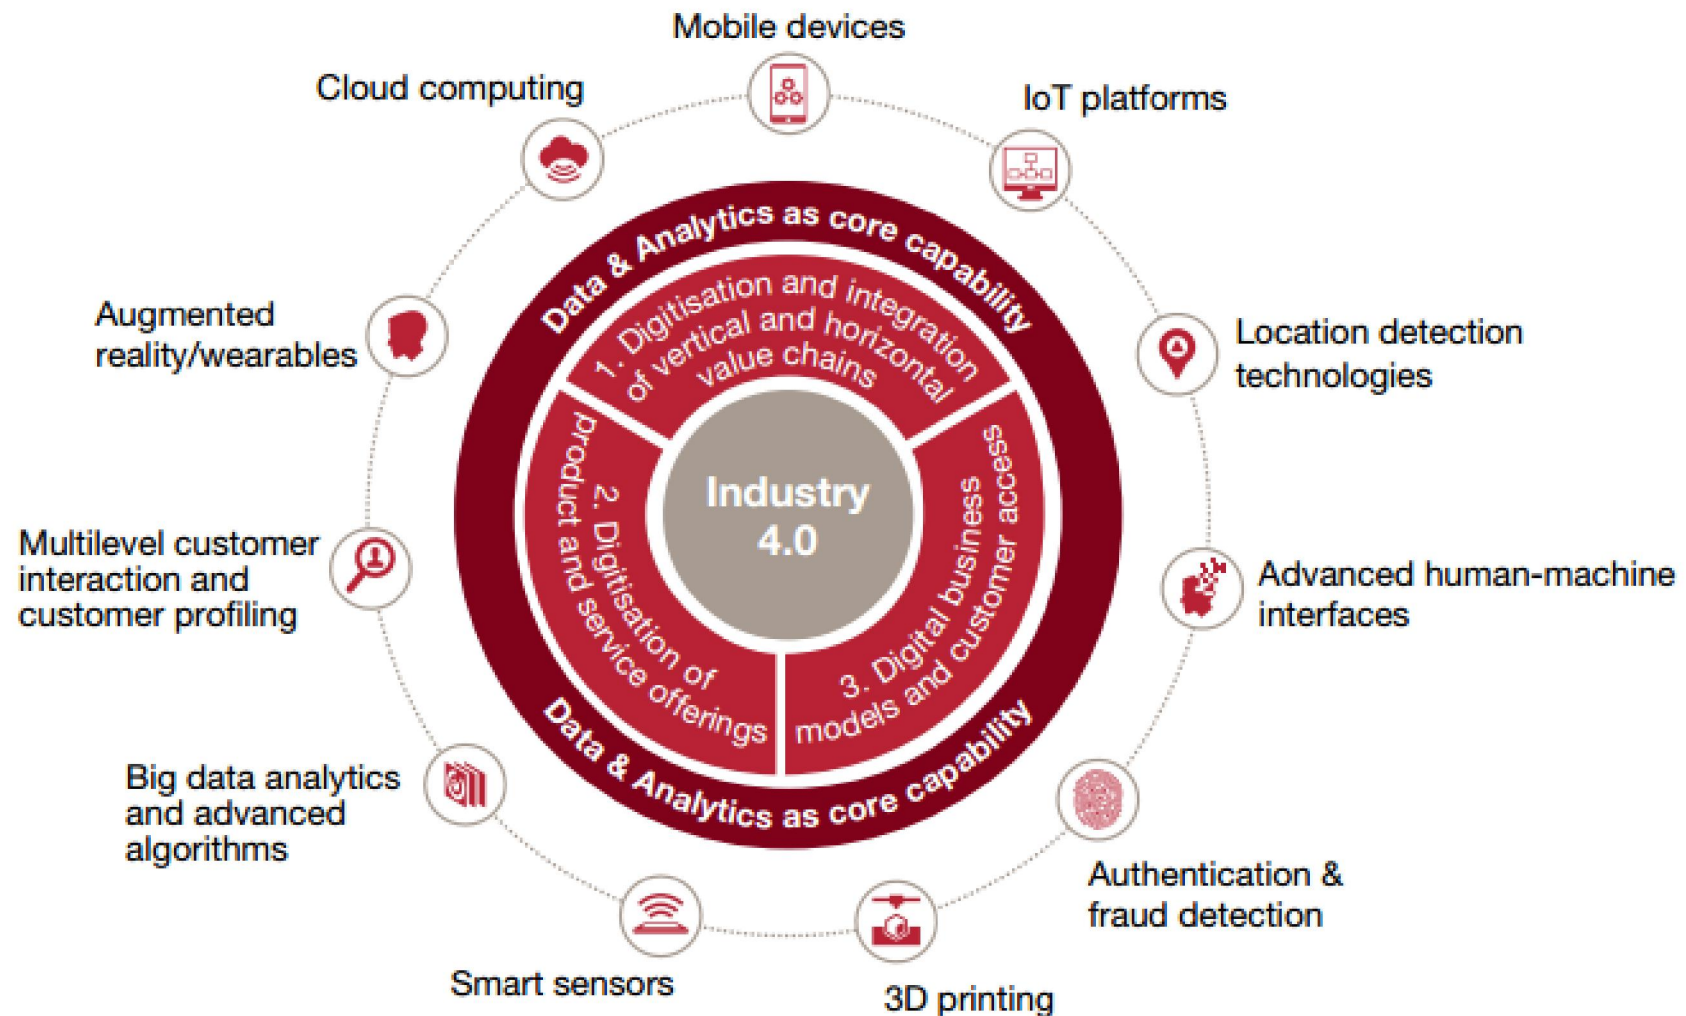 Mobile devices
Cloud computing
IoT platforms
Data & Analytics as core capability
1. Digitisation and integration
of vertical and horizontal
value chains
Augmented
reality/wearables
Location detection
technologies
Industry
4.0
2. Digitisation of
product and service offerings
3. Digital business
models and customer access
Multilevel customer
interaction and
customer profiling
Advanced human-machine
interfaces
Data & Analytics as core capability
Big data analytics
and advanced
algorithms
Authentication &
fraud detection
Smart sensors
3D printing